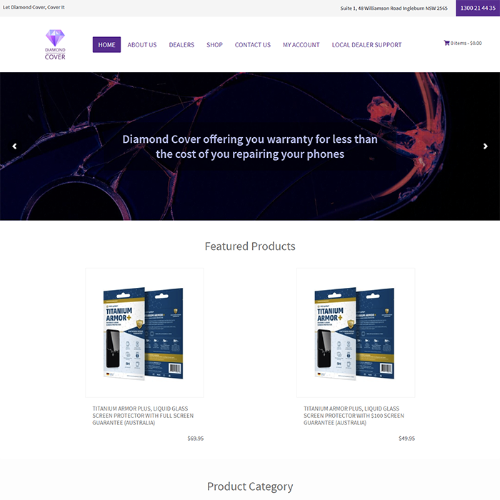 Let Diamond Cover, Cover It
Suite 1, 48 Williamson Road Ingleburn NSW 2565
1300 21 44 35
DIAMOND
COVER
HOME
ABOUT US
DEALERS
SHOP
CONTACT US
MY ACCOUNT
LOCAL DEALER SUPPORT
0 items - $0.00
Diamond Cover offering you warranty for less than
the cost of you repairing your phones
Featured Products
TITANIUM
ARMOR+
TITANIUM
ARMOR+
TITANIUM ARMOR PLUS, LIQUID GLASS
SCREEN PROTECTOR WITH FULL SCREEN
GUARANTEE (AUSTRALIA)
$69.95
TITANIUM ARMOR PLUS, LIQUID GLASS
SCREEN PROTECTOR WITH $100 SCREEN
GUARANTEE (AUSTRALIA)
$49.95
Product Category